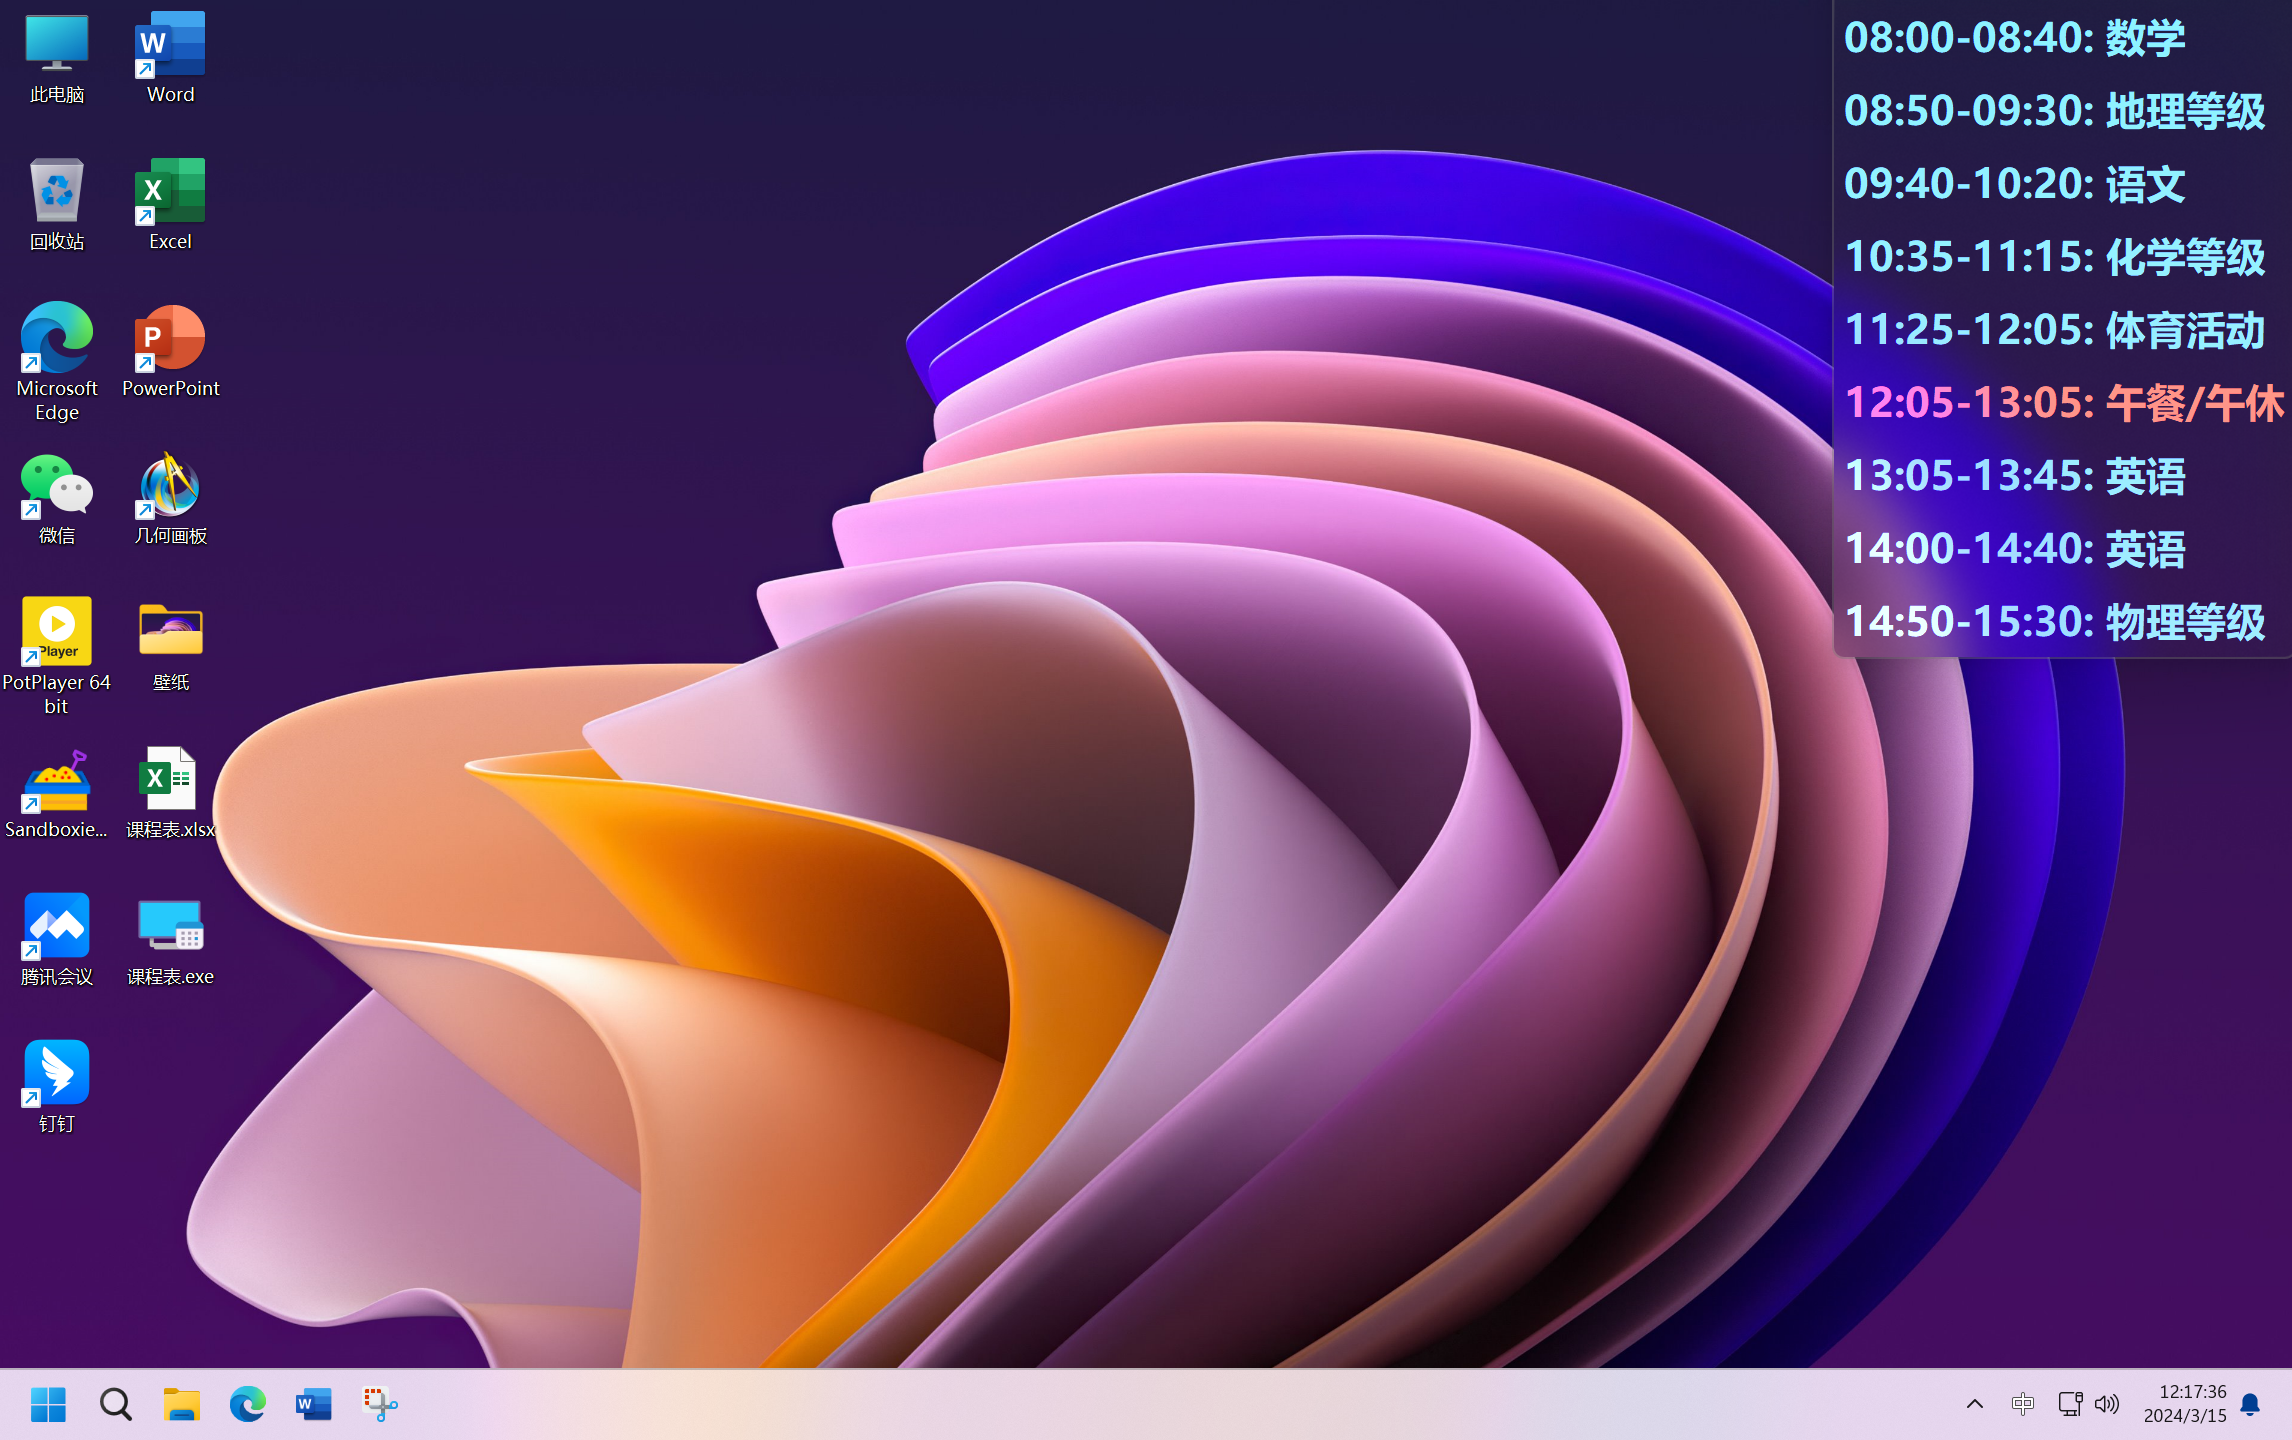 此电脑
Word
回收站
Excel
Microsoft
Edge
PowerPoint
微信
几何画板
Player
PotPlayer 64
bit
壁纸
Sandboxie...
课程表.xlsx
腾讯会议
课程表.exe
钉钉
08:00-08:40: 数学
08:50-09:30: 地理等级
09:40-10:20: 语文
10:35-11:15: 化学等级
11:25-12:05: 体育活动
12:05-13:05: 午餐/午休
13:05-13:45: 英语
14:00-14:40: 英语
14:50-15:30: 物理等级
中
12:17:36
2024/3/15